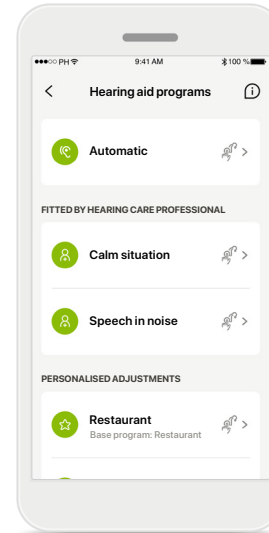 PH 9:41 AM 100 %
Hearing aid programs
Automatic
FITTED BY HEARING CARE PROFESSIONAL
Calm situation
Speech in noise
PERSONALISED ADJUSTMENTS
Restaurant
Base program: Restaurant